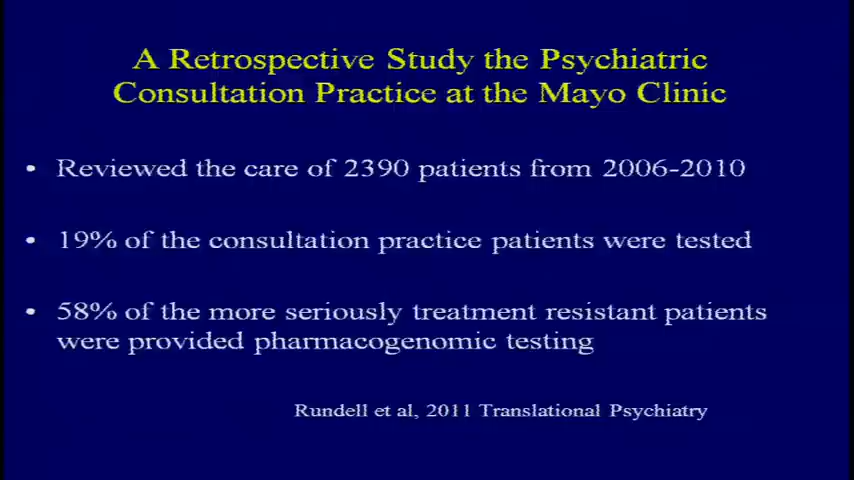 A Retrospective Study the Psychiatric
Consultation Practice at the Mayo Clinic
• Reviewed the care of 2390 patients from 2006-2010
• 19% of the consultation practice patients were tested
• 58% of the more seriously treatment resistant patients
were provided pharmacogenomic testing
Rundell et al, 2011 Translational Psychiatry